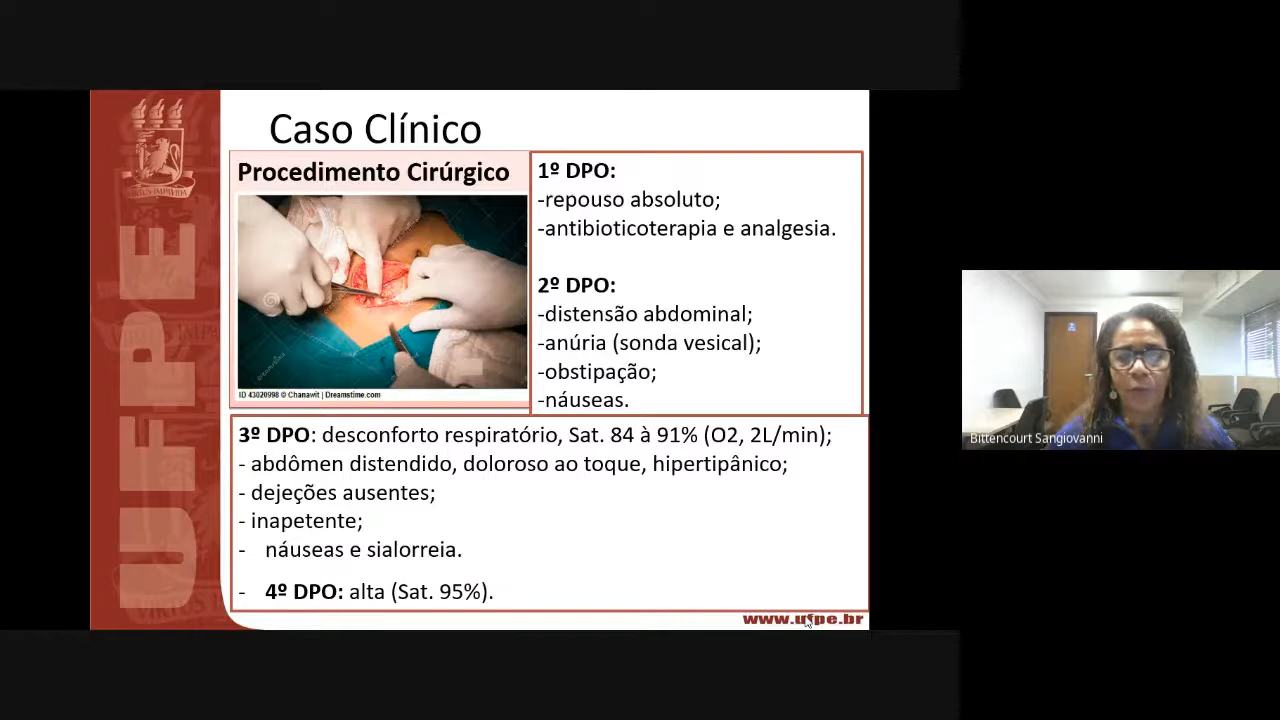 Caso Clínico
Procedimento Cirúrgico
ID 43020998 © Chanawit | Dreamstime.com
1º DPO:
-repouso absoluto;
-antibioticoterapia e analgesia.
2º DPO:
-distensão abdominal;
-anúria (sonda vesical);
-obstipação;
-náuseas.
3º DPO: desconforto respiratório, Sat. 84 à 91% (O2, 2L/min);
- abdômen distendido, doloroso ao toque, hipertipânico;
- dejeções ausentes;
- inapetente;
- náuseas e sialorreia.
- 4º DPO: alta (Sat. 95%).
www.ufpe.br
UFPE
VIRTUS IMPAVIDA
Bittencourt Sangiovanni